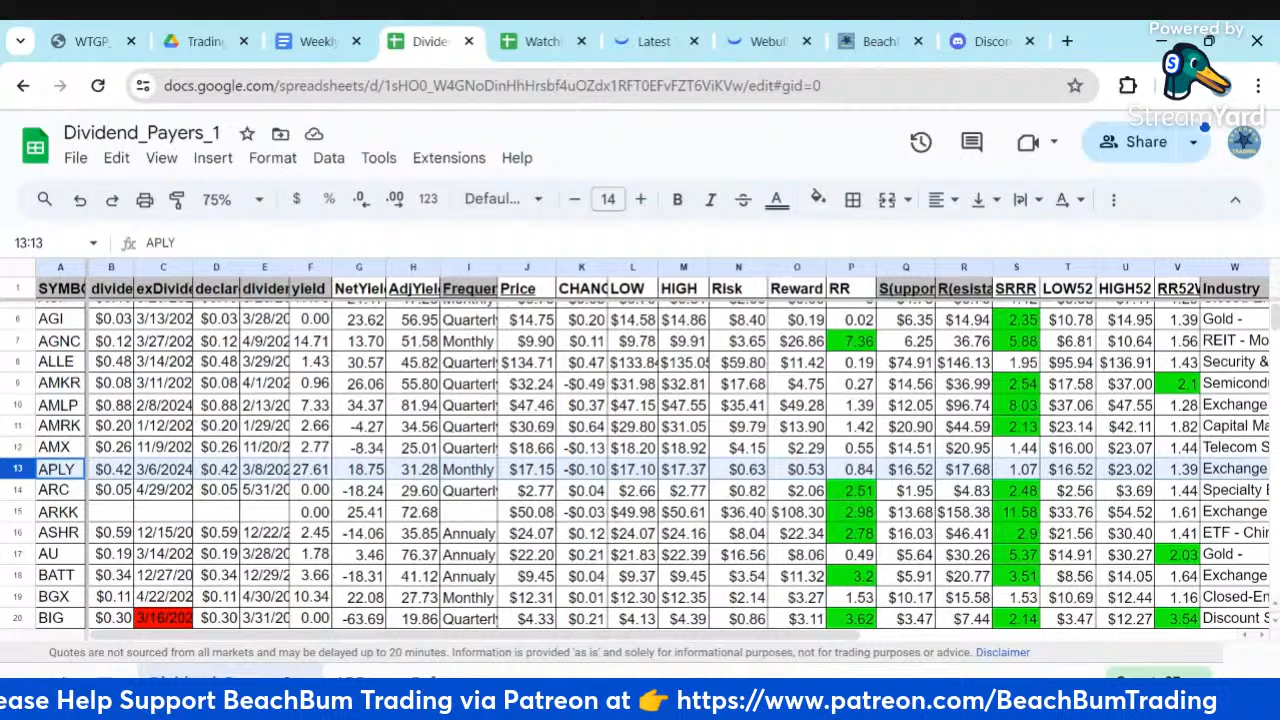 Powered by
StreamYard
WTGP_ Trading Weekly Divide Watch Latest Webull Beachl Discor
docs.google.com/spreadsheets/d/1sHO0_W4GNoDinHhHrsbf4uOZdx1RFT0EFvFZT6ViKVw/edit#gid=0
Dividend_Payers_1
File Edit View Insert Format Data Tools Extensions Help
Share
75% $ % .0 .00 123 Defaul... 14 B I A
13:13 fx APLY
A B C D E F G H I J K L M N O P Q R S T U V W
1 SYMBO divide exDivide declar divider yield NetYiel AdjYiel Frequer Price CHANG LOW HIGH Risk Reward RR S(suppor R(esista SRRR LOW52 HIGH52 RR52W Industry
6 AGI $0.03 3/13/202 $0.03 3/28/20 0.00 23.62 56.95 Quarterl $14.75 $0.20 $14.58 $14.86 $8.40 $0.19 0.02 $6.35 $14.94 2.35 $10.78 $14.95 1.39 Gold -
7 AGNC $0.12 3/27/202 $0.12 4/9/202 14.71 13.70 51.58 Monthly $9.90 $0.11 $9.78 $9.91 $3.65 $26.86 7.36 6.25 36.76 5.88 $6.81 $10.64 1.56 REIT - Mo
8 ALLE $0.48 3/14/202 $0.48 3/29/20 1.43 30.57 45.82 Quarterl $134.71 $0.47 $133.84 $135.05 $59.80 $11.42 0.19 $74.91 $146.13 1.95 $95.94 $136.91 1.43 Security &
9 AMKR $0.08 3/11/202 $0.08 4/1/202 0.96 26.06 55.80 Quarterl $32.24 -$0.49 $31.98 $32.81 $17.68 $4.75 0.27 $14.56 $36.99 2.54 $17.58 $37.00 2.1 Semicond
10 AMLP $0.88 2/8/2024 $0.88 2/13/20 7.33 34.37 81.94 Quarterl $47.46 $0.37 $47.15 $47.55 $35.41 $49.28 1.39 $12.05 $96.74 8.03 $37.06 $47.55 1.28 Exchange
11 AMRK $0.20 1/12/202 $0.20 1/29/20 2.66 -4.27 34.56 Quarterl $30.69 $0.64 $29.80 $31.05 $9.79 $13.90 1.42 $20.90 $44.59 2.13 $23.14 $42.11 1.82 Capital Ma
12 AMX $0.26 11/9/202 $0.26 11/20/2 2.77 -8.34 25.01 Quarterl $18.66 -$0.13 $18.20 $18.92 $4.15 $2.29 0.55 $14.51 $20.95 1.44 $16.00 $23.07 1.44 Telecom S
13 APLY $0.42 3/6/2024 $0.42 3/8/202 27.61 18.75 31.28 Monthly $17.15 -$0.10 $17.10 $17.37 $0.63 $0.53 0.84 $16.52 $17.68 1.07 $16.52 $23.02 1.39 Exchange
14 ARC $0.05 4/29/202 $0.05 5/31/20 0.00 -18.24 29.60 Quarterl $2.77 $0.04 $2.66 $2.77 $0.82 $2.06 2.51 $1.95 $4.83 2.48 $2.56 $3.69 1.44 Specialty
15 ARKK 0.00 25.41 72.68 $50.08 -$0.03 $49.98 $50.61 $36.40 $108.30 2.98 $13.68 $158.38 11.58 $33.76 $54.52 1.61 Exchange
16 ASHR $0.59 12/15/20 $0.59 12/22/2 2.45 -14.06 35.85 Annualy $24.07 $0.12 $24.07 $24.16 $8.04 $22.34 2.78 $16.03 $46.41 2.9 $21.56 $30.40 1.41 ETF - Chir
17 AU $0.19 3/14/202 $0.19 3/28/20 1.78 3.46 76.37 Quarterl $22.20 $0.21 $21.83 $22.39 $16.56 $8.06 0.49 $5.64 $30.26 5.37 $14.91 $30.27 2.03 Gold -
18 BATT $0.34 12/27/20 $0.34 12/29/2 3.66 -18.31 41.12 Annualy $9.45 $0.04 $9.37 $9.45 $3.54 $11.32 3.2 $5.91 $20.77 3.51 $8.56 $14.05 1.64 Exchange
19 BGX $0.11 4/22/202 $0.11 4/30/20 10.34 22.08 27.73 Monthly $12.31 $0.01 $12.30 $12.35 $2.14 $3.27 1.53 $10.17 $15.58 1.53 $10.69 $12.44 1.16 Closed-En
20 BIG $0.30 3/16/202 $0.30 3/31/20 0.00 -63.69 19.86 Quarterl $4.33 $0.21 $4.13 $4.39 $0.86 $3.11 3.62 $3.47 $7.44 2.14 $3.47 $12.27 3.54 Discount S
Quotes are not sourced from all markets and may be delayed up to 20 minutes. Information is provided 'as is' and solely for informational purposes, not for trading purposes or advice. Disclaimer
ease Help Support BeachBum Trading via Patreon at 👉 https://www.patreon.com/BeachBumTrading